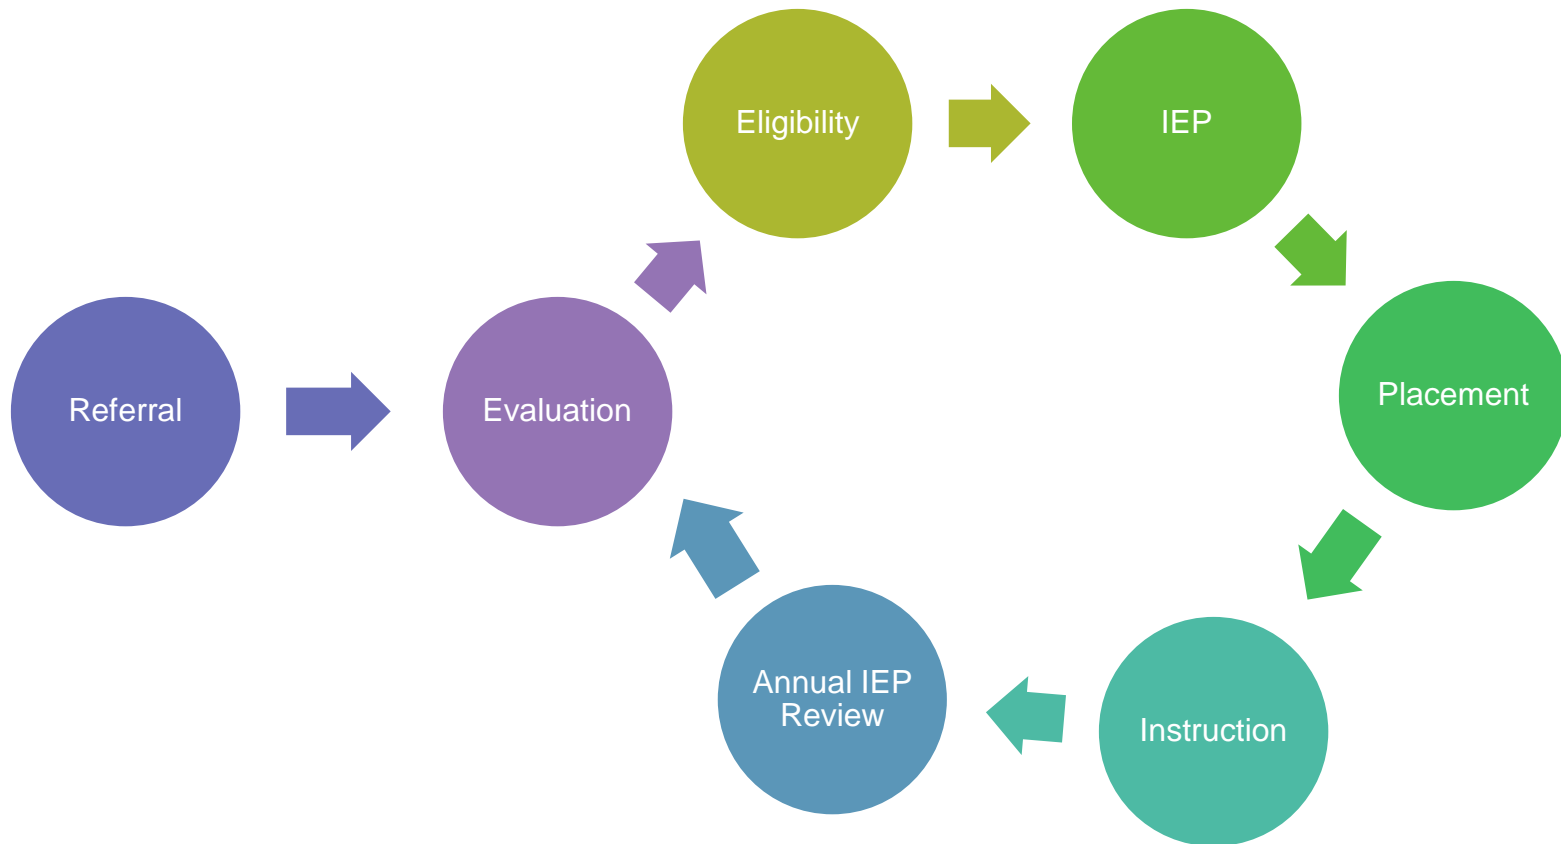 Referral
Evaluation
Eligibility
IEP
Placement
Instruction
Annual IEP
Review